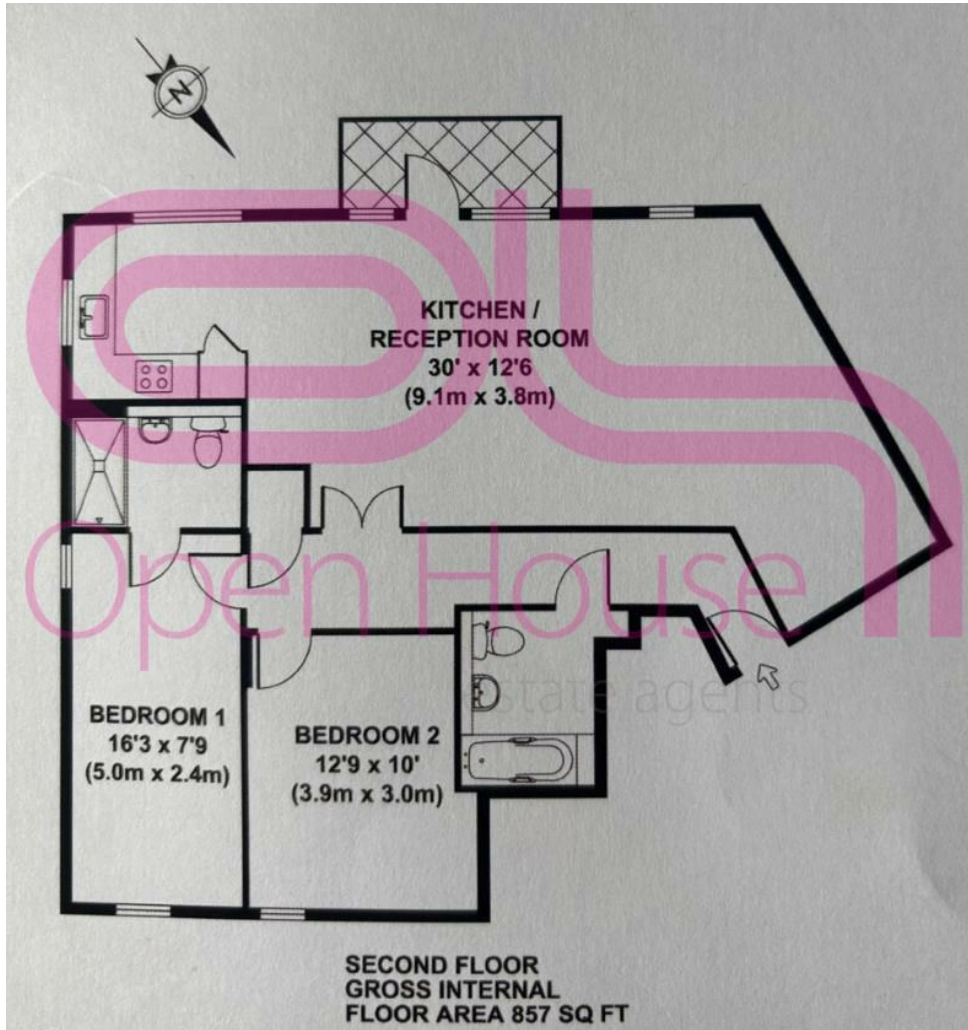 N
KITCHEN /
RECEPTION ROOM
30' x 12'6
(9.1m x 3.8m)
Open House
estate agents
BEDROOM 1
16'3 x 7'9
(5.0m x 2.4m)
BEDROOM 2
12'9 x 10'
(3.9m x 3.0m)
SECOND FLOOR
GROSS INTERNAL
FLOOR AREA 857 SQ FT